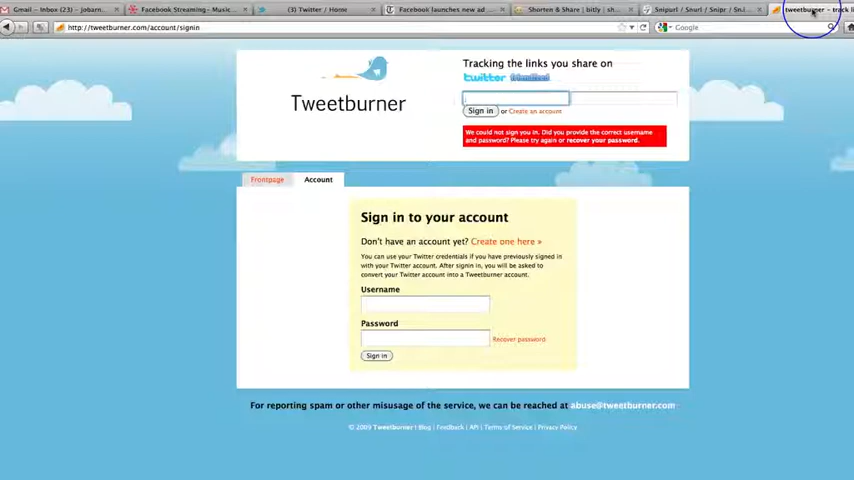 Gmail - Inbox (23) - jobarn...
Facebook Streaming- Music...
(2) Twitter / Home
Facebook launches new ad...
Shorten & Share | bitly | sh...
Snipurl / Snurl / Snipr / Sn...
tweetburner - track li
http://tweetburner.com/account/signin
Google
Tweetburner
Tracking the links you share on
twitter friendfeed
Sign in or Create an account
We could not sign you in. Did you provide the correct username
and password? Please try again or recover your password.
Frontpage
Account
Sign in to your account
Don't have an account yet? Create one here »
You can use your Twitter credentials if you have previously signed in
with your Twitter account. After signin in, you will be asked to
convert your Twitter account into a Tweetburner account.
Username
Password
Recover password
Sign in
For reporting spam or other misusage of the service, we can be reached at abuse@tweetburner.com
© 2009 Tweetburner | Blog | Feedback | API | Terms of Service | Privacy Policy